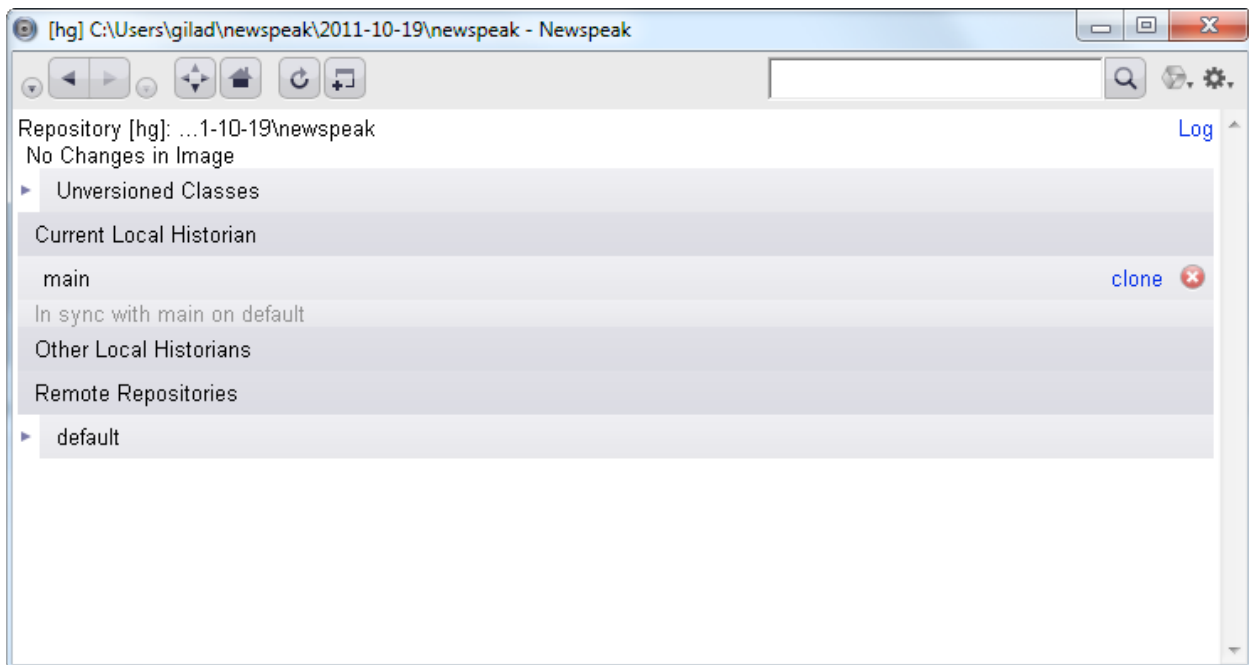 [hg] C:\Users\gilad\newspeak\2011-10-19\newspeak - Newspeak
Repository [hg]: ...1-10-19\newspeak Log
No Changes in Image
Unversioned Classes
Current Local Historian
main clone
In sync with main on default
Other Local Historians
Remote Repositories
default